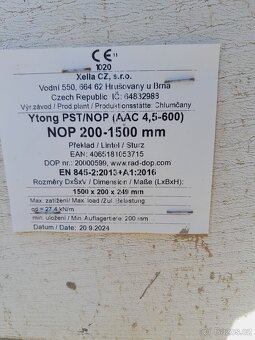 CE 11
1020
Xella CZ, s.r.o.
Vodní 550, 664 62 Hrušovany u Brna
Czech Republic IČ: 64832988
Výr.závod / Prod plant / Produktionsstätte: Chlumčany
Ytong PST/NOP (AAC 4,5-600)
NOP 200-1500 mm
Překlad / Lintel / Sturz
EAN: 4065181053715
DOP nr.: 20000599, www.rad-dop.com
EN 845-2:2013+A1:2016
Rozměry DxŠxV / Dimension / Maße (LxBxH):
1500 x 200 x 249 mm
Max. zatížení/ Max. load /Zul. Belastung
qd = 27,4 kN/m
min. uložení / Min. Auflagertiefe: 200 mm
Datum / Date: 20.9.2024
bazos.cz